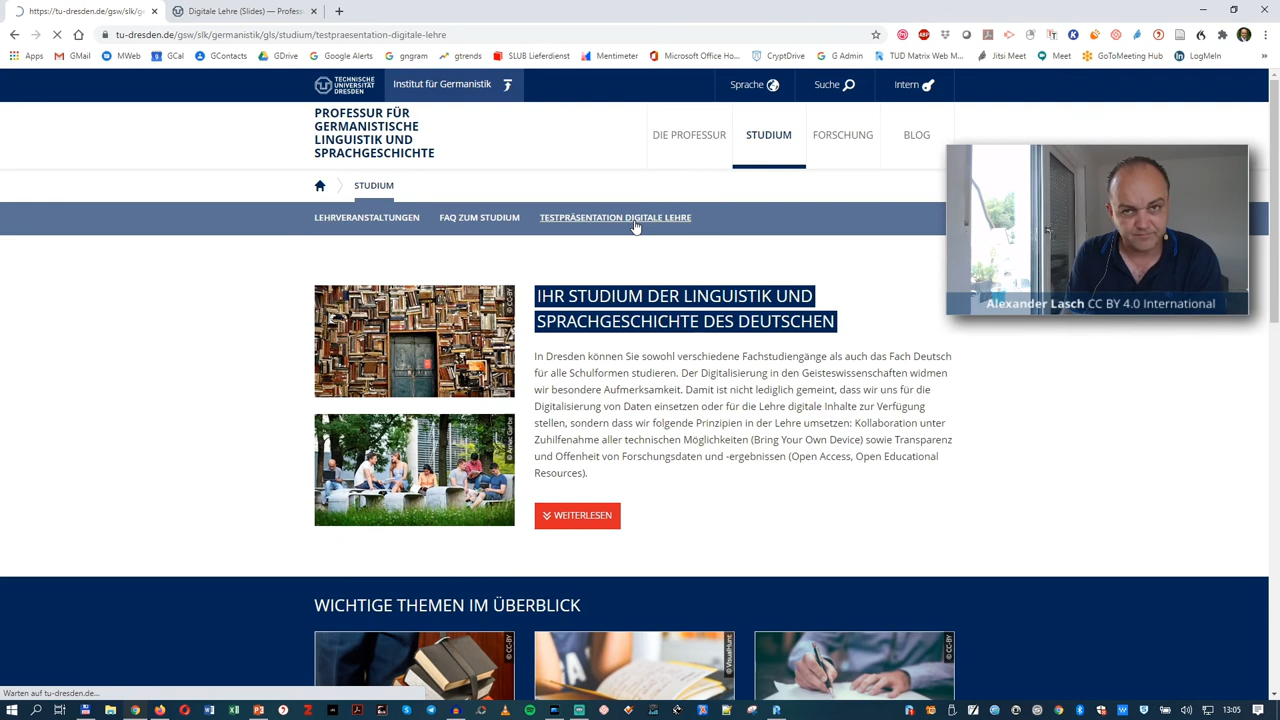 https://tu-dresden.de/gsw/slk/g
Digitale Lehre (Slides) — Profess
tu-dresden.de/gsw/slk/germanistik/gls/studium/testpraesentation-digitale-lehre
Apps GMail MWeb GCal GContacts GDrive Google Alerts gngram gtrends SLUB Lieferdienst Mentimeter Microsoft Office Ho... CryptDrive G Admin TUD Matrix Web M... Jitsi Meet Meet GoToMeeting Hub LogMeIn
TECHNISCHE UNIVERSITÄT DRESDEN
Institut für Germanistik
Sprache
Suche
Intern
PROFESSUR FÜR
GERMANISTISCHE
LINGUISTIK UND
SPRACHGESCHICHTE
DIE PROFESSUR STUDIUM FORSCHUNG BLOG
STUDIUM
LEHRVERANSTALTUNGEN FAQ ZUM STUDIUM TESTPRÄSENTATION DIGITALE LEHRE
Alexander Lasch CC BY 4.0 International
© CC-BY
IHR STUDIUM DER LINGUISTIK UND
SPRACHGESCHICHTE DES DEUTSCHEN
In Dresden können Sie sowohl verschiedene Fachstudiengänge als auch das Fach Deutsch
für alle Schulformen studieren. Der Digitalisierung in den Geisteswissenschaften widmen
wir besondere Aufmerksamkeit. Damit ist nicht lediglich gemeint, dass wir uns für die
Digitalisierung von Daten einsetzen oder für die Lehre digitale Inhalte zur Verfügung
stellen, sondern dass wir folgende Prinzipien in der Lehre umsetzen: Kollaboration unter
Zuhilfenahme aller technischen Möglichkeiten (Bring Your Own Device) sowie Transparenz
und Offenheit von Forschungsdaten und -ergebnissen (Open Access, Open Educational
Resources).
WEITERLESEN
WICHTIGE THEMEN IM ÜBERBLICK
© CC-BY
© VisualHunt
© CC-BY
Warten auf tu-dresden.de...
13:05